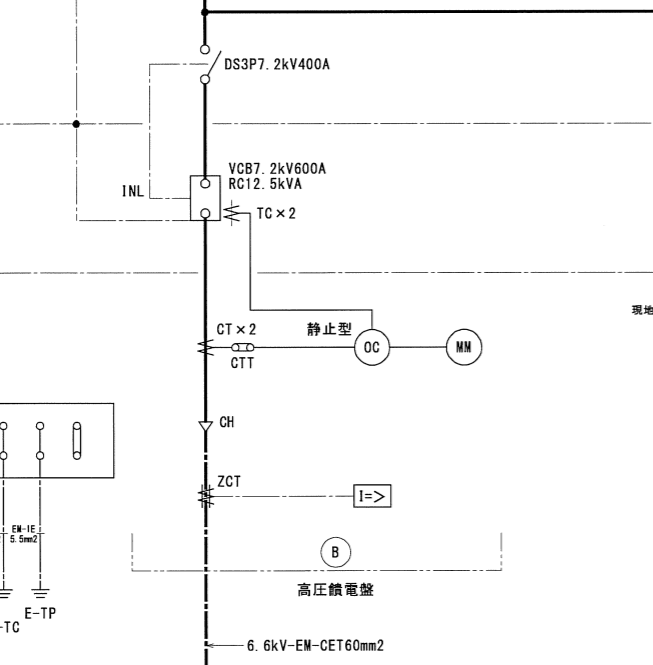 DS3P7.2kV400A
VCB7.2kV600A
RC12.5kVA
INL
TC×2
現地
CT×2
静止型
OC
MM
CTT
CH
ZCT
I=>
EM-IE
5.5mm2
B
高圧饋電盤
E-TP
-TC
6.6kV-EM-CET60mm2